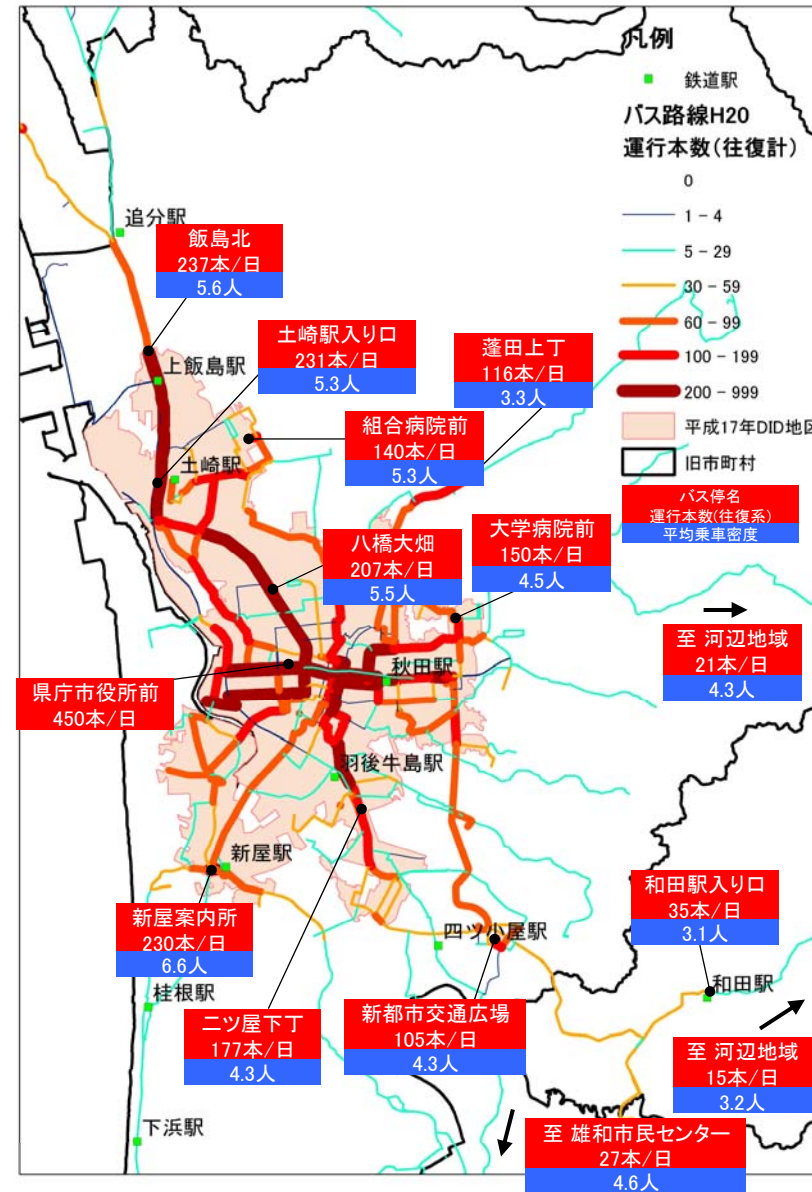 凡例
鉄道駅
バス路線H20
運行本数(往復計)
0
1 - 4
5 - 29
30 - 59
60 - 99
100 - 199
200 - 999
平成17年DID地区
旧市町村
バス停名
運行本数(往復系)
平均乗車密度
追分駅
飯島北
237本/日
5.6人
土崎駅入り口
231本/日
5.3人
蓬田上丁
116本/日
3.3人
上飯島駅
組合病院前
140本/日
5.3人
土崎駅
八橋大畑
207本/日
5.5人
大学病院前
150本/日
4.5人
至 河辺地域
21本/日
4.3人
秋田駅
県庁市役所前
450本/日
羽後牛島駅
新屋駅
新屋案内所
230本/日
6.6人
四ツ小屋駅
和田駅入り口
35本/日
3.1人
和田駅
桂根駅
二ツ屋下丁
177本/日
4.3人
新都市交通広場
105本/日
4.3人
至 河辺地域
15本/日
3.2人
下浜駅
至 雄和市民センター
27本/日
4.6人